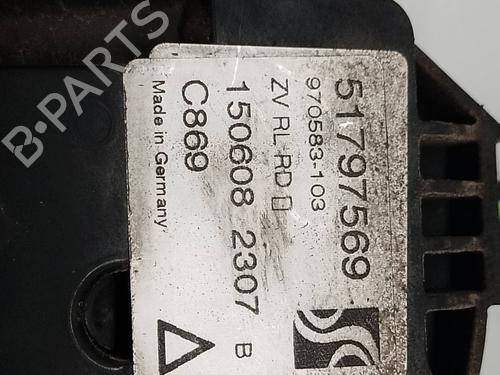 51797569
970583-103
ZV RL-RD▯
150608 2307 B
C869
Made in Germany
B-PARTS